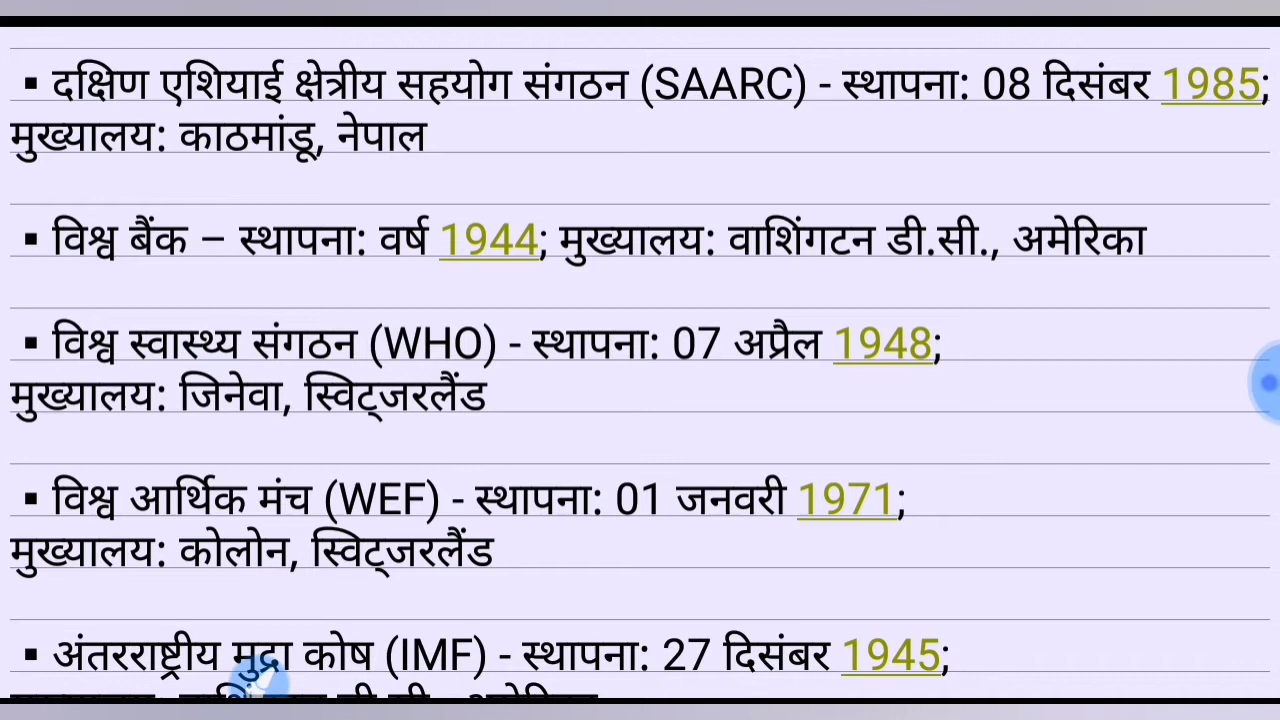 ▪ दक्षिण एशियाई क्षेत्रीय सहयोग संगठन (SAARC) - स्थापना: 08 दिसंबर 1985;
मुख्यालय: काठमांडू, नेपाल
▪ विश्व बैंक – स्थापना: वर्ष 1944; मुख्यालय: वाशिंगटन डी.सी., अमेरिका
▪ विश्व स्वास्थ्य संगठन (WHO) - स्थापना: 07 अप्रैल 1948;
मुख्यालय: जिनेवा, स्विट्जरलैंड
▪ विश्व आर्थिक मंच (WEF) - स्थापना: 01 जनवरी 1971;
मुख्यालय: कोलोन, स्विट्जरलैंड
▪ अंतरराष्ट्रीय मुद्रा कोष (IMF) - स्थापना: 27 दिसंबर 1945;